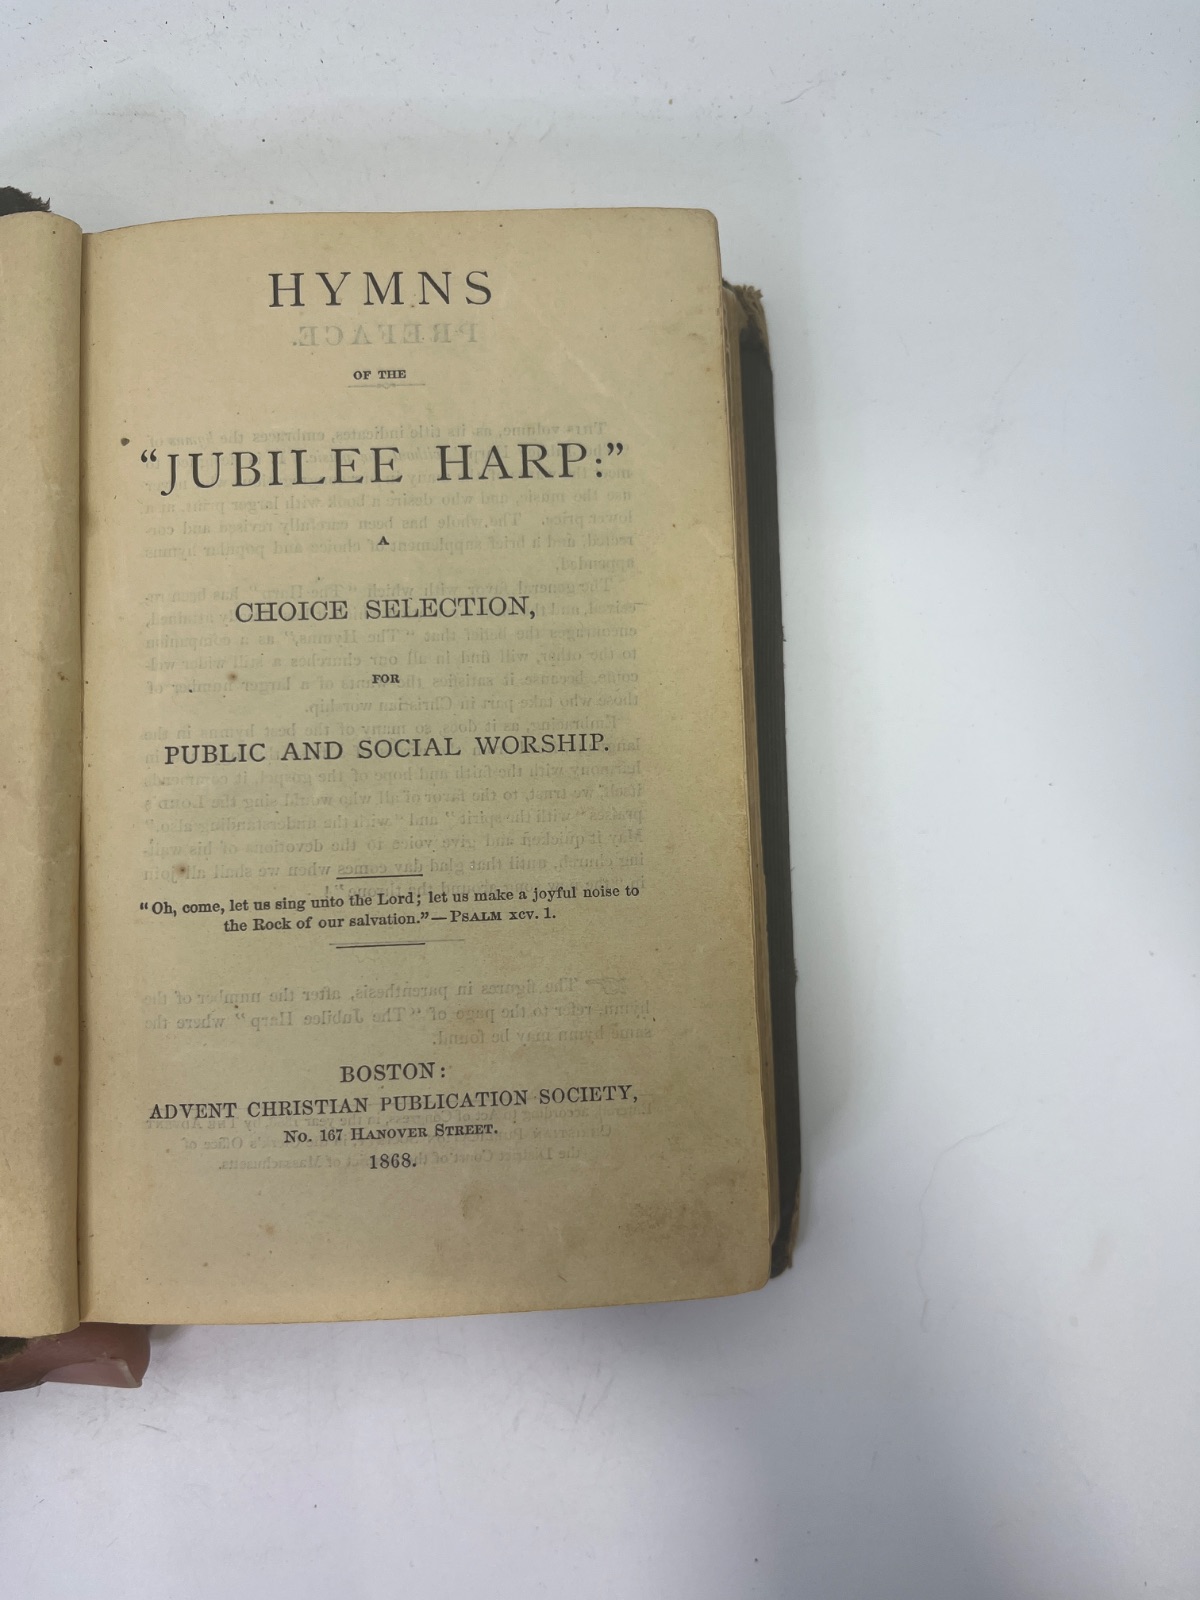 HYMNS
OF THE
"JUBILEE HARP:"
A
CHOICE SELECTION,
FOR
PUBLIC AND SOCIAL WORSHIP.
"Oh, come, let us sing unto the Lord; let us make a joyful noise to
the Rock of our salvation."—PSALM XCV. 1.
BOSTON:
ADVENT CHRISTIAN PUBLICATION SOCIETY,
No. 167 HANOVER STREET.
1868.